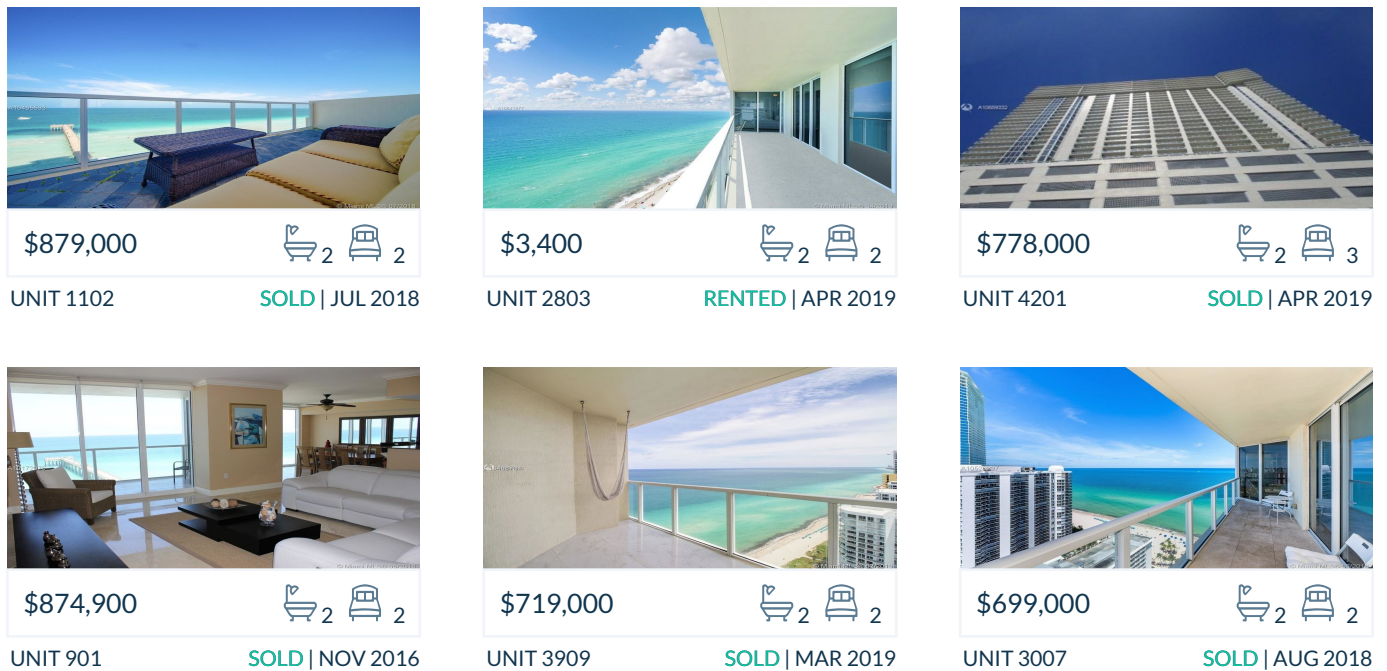 $879,000
2
2
UNIT 1102
SOLD | JUL 2018
$3,400
2
2
UNIT 2803
RENTED | APR 2019
$778,000
2
3
UNIT 4201
SOLD | APR 2019
$874,900
2
2
UNIT 901
SOLD | NOV 2016
$719,000
2
2
UNIT 3909
SOLD | MAR 2019
$699,000
2
2
UNIT 3007
SOLD | AUG 2018